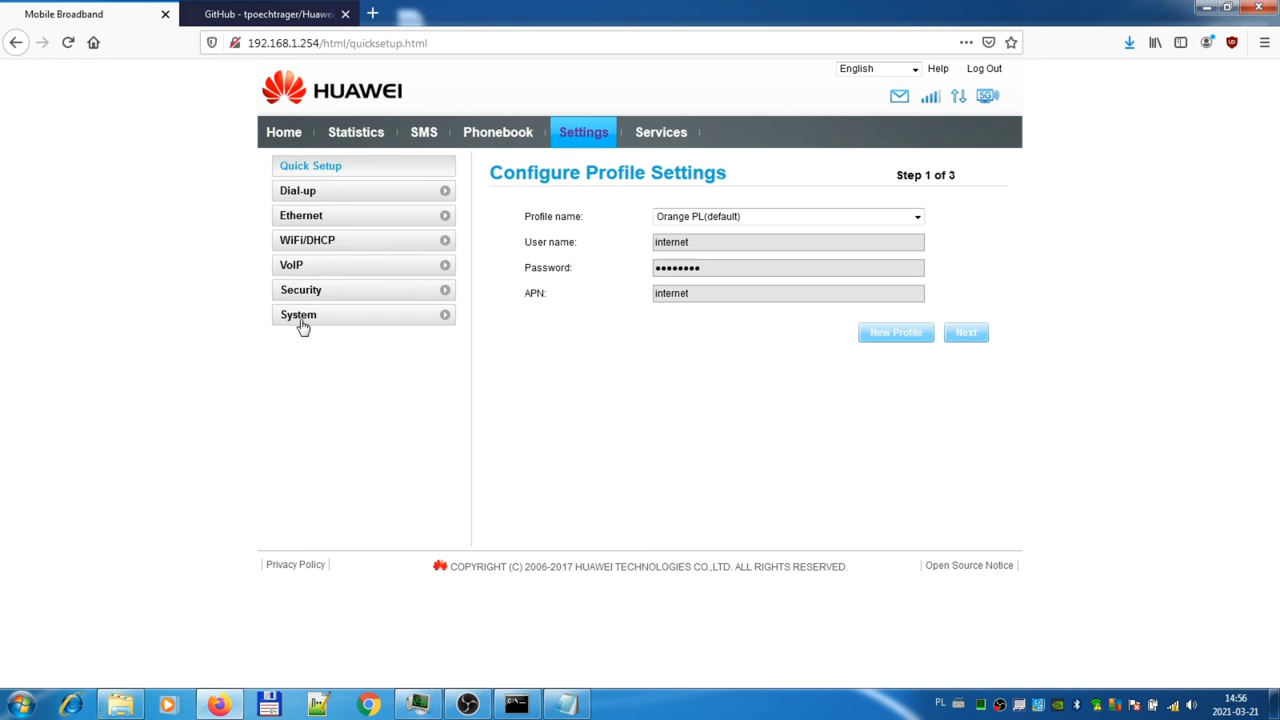 Mobile Broadband
GitHub - tpoechtrager/Huawei
192.168.1.254/html/quicksetup.html
English
Help
Log Out
HUAWEI
5G
Home
Statistics
SMS
Phonebook
Settings
Services
Quick Setup
Dial-up
Ethernet
WiFi/DHCP
VoIP
Security
System
Configure Profile Settings
Step 1 of 3
Profile name:
Orange PL(default)
User name:
internet
Password:
••••••••
APN:
internet
New Profile
Next
Privacy Policy
COPYRIGHT (C) 2006-2017 HUAWEI TECHNOLOGIES CO.,LTD. ALL RIGHTS RESERVED.
Open Source Notice
PL
14:56
2021-03-21